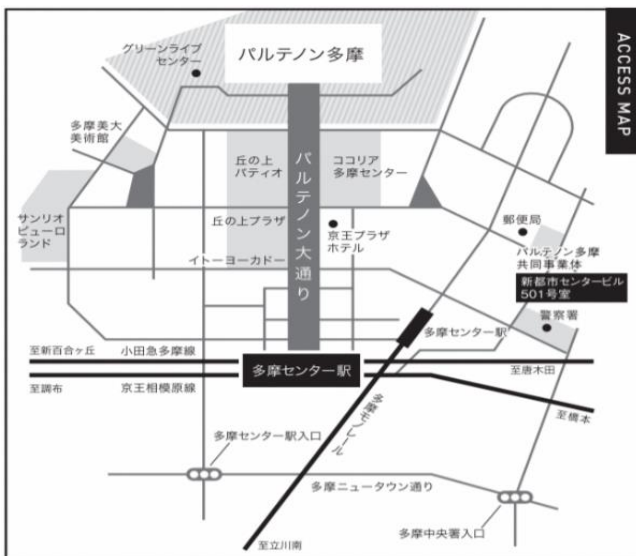 ACCESS MAP
グリーンライブ
センター
パルテノン多摩
多摩美大
美術館
丘の上
パティオ
ココリア
多摩センター
パルテノン大通り
サンリオ
ピューロ
ランド
丘の上プラザ
京王プラザ
ホテル
郵便局
イトーヨーカドー
パルテノン多摩
共同事業体
新都市センタービル
501号室
警察署
多摩センター駅
至新百合ヶ丘
小田急多摩線
多摩センター駅
至唐木田
至調布
京王相模原線
至橋本
多摩モノレール
多摩センター駅入口
多摩ニュータウン通り
多摩中央署入口
至立川南